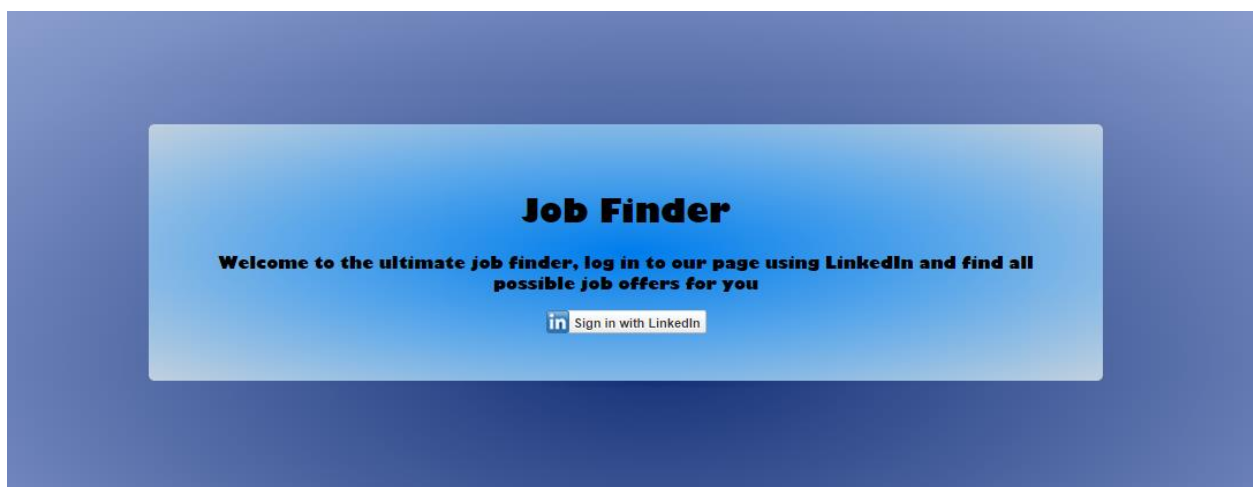 Job Finder
Welcome to the ultimate job finder, log in to our page using LinkedIn and find all
possible job offers for you
in Sign in with LinkedIn